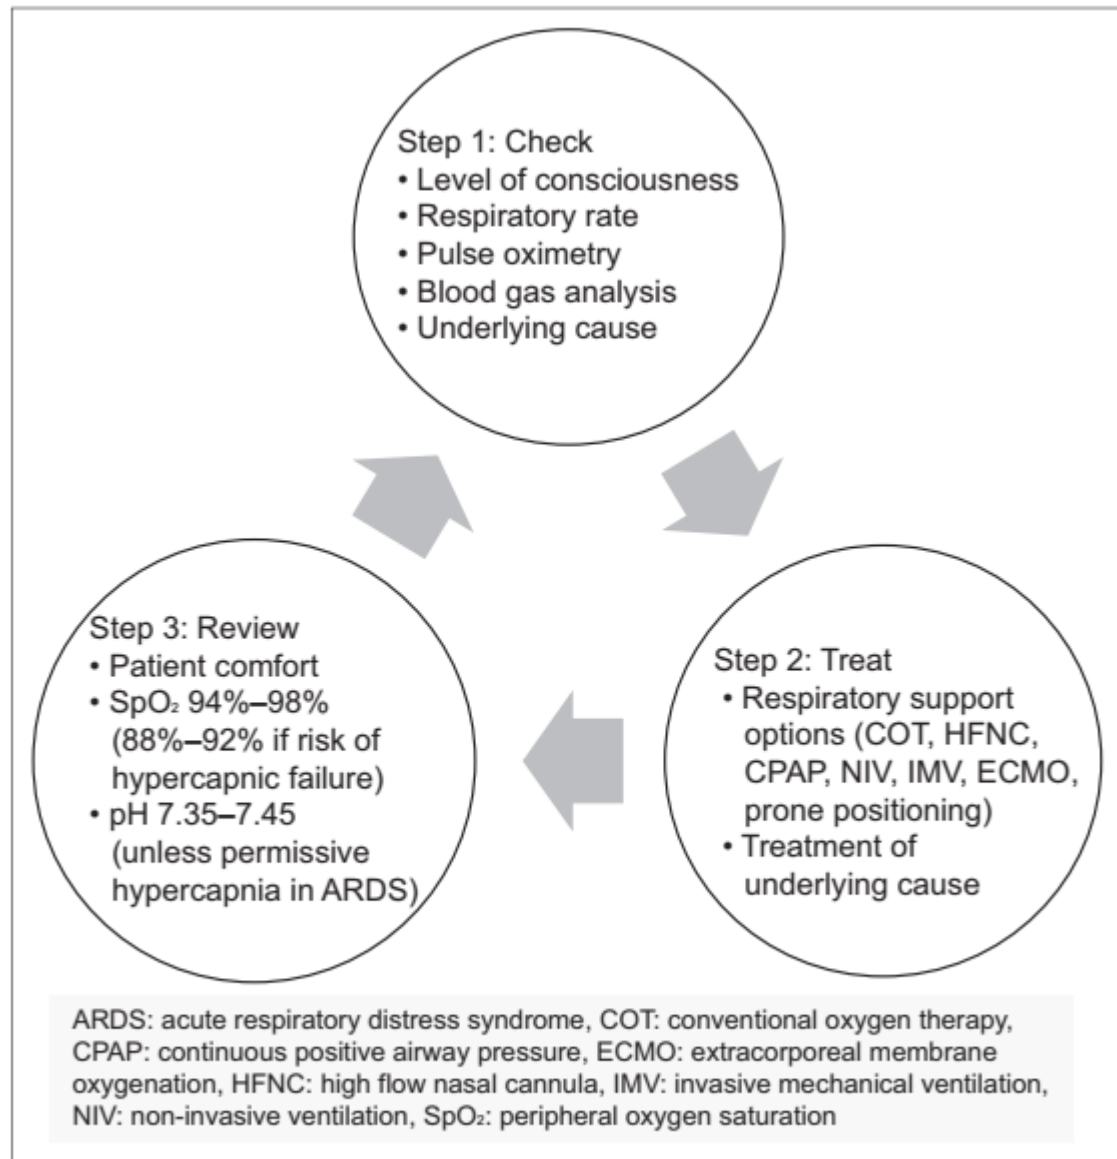 Step 1: Check
• Level of consciousness
• Respiratory rate
• Pulse oximetry
• Blood gas analysis
• Underlying cause
Step 2: Treat
• Respiratory support
options (COT, HFNC,
CPAP, NIV, IMV, ECMO,
prone positioning)
• Treatment of
underlying cause
Step 3: Review
• Patient comfort
• SpO₂ 94%–98%
(88%–92% if risk of
hypercapnic failure)
• pH 7.35–7.45
(unless permissive
hypercapnia in ARDS)
ARDS: acute respiratory distress syndrome, COT: conventional oxygen therapy,
CPAP: continuous positive airway pressure, ECMO: extracorporeal membrane
oxygenation, HFNC: high flow nasal cannula, IMV: invasive mechanical ventilation,
NIV: non-invasive ventilation, SpO₂: peripheral oxygen saturation